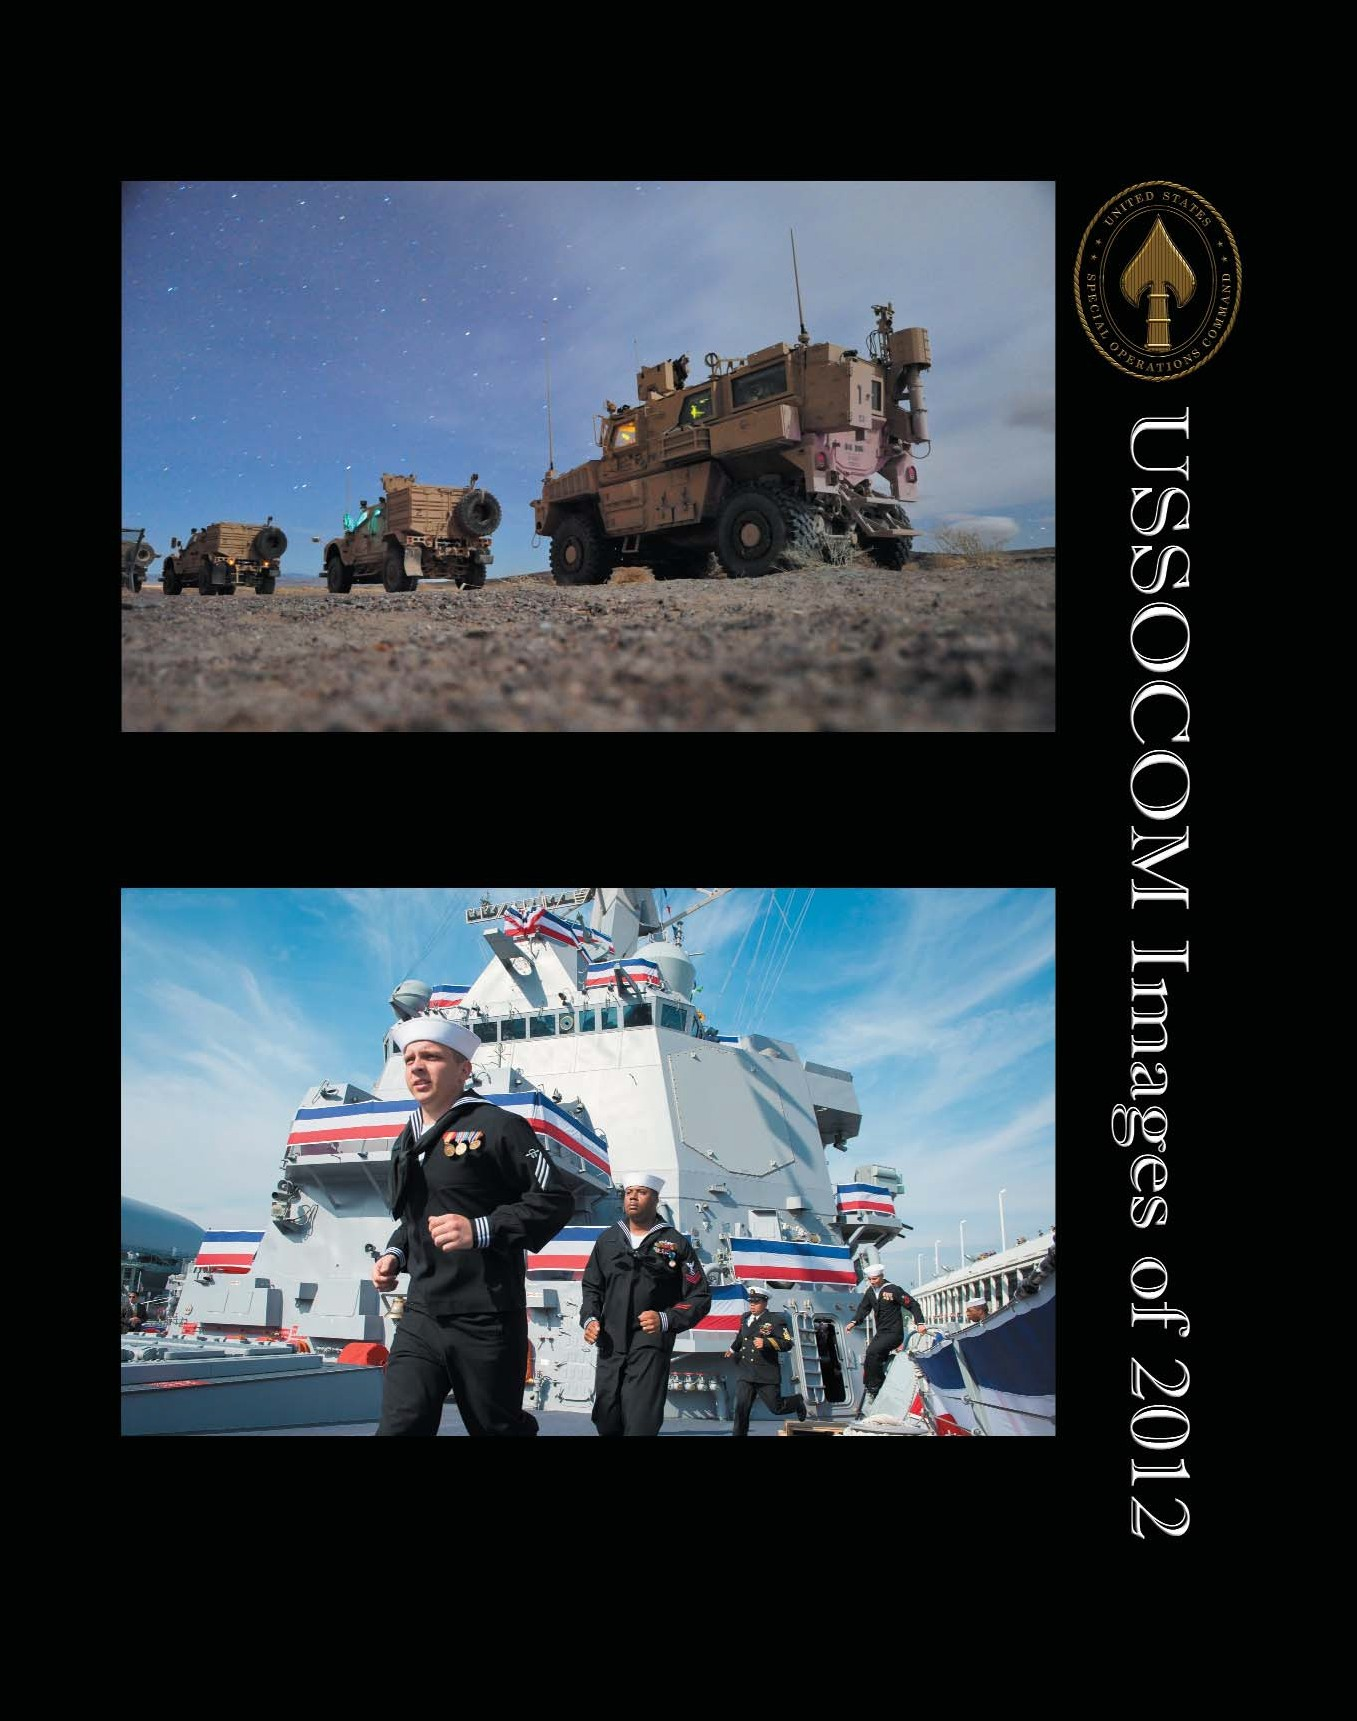 UNITED STATES
SPECIAL OPERATIONS COMMAND
USSOCOM Images of 2012